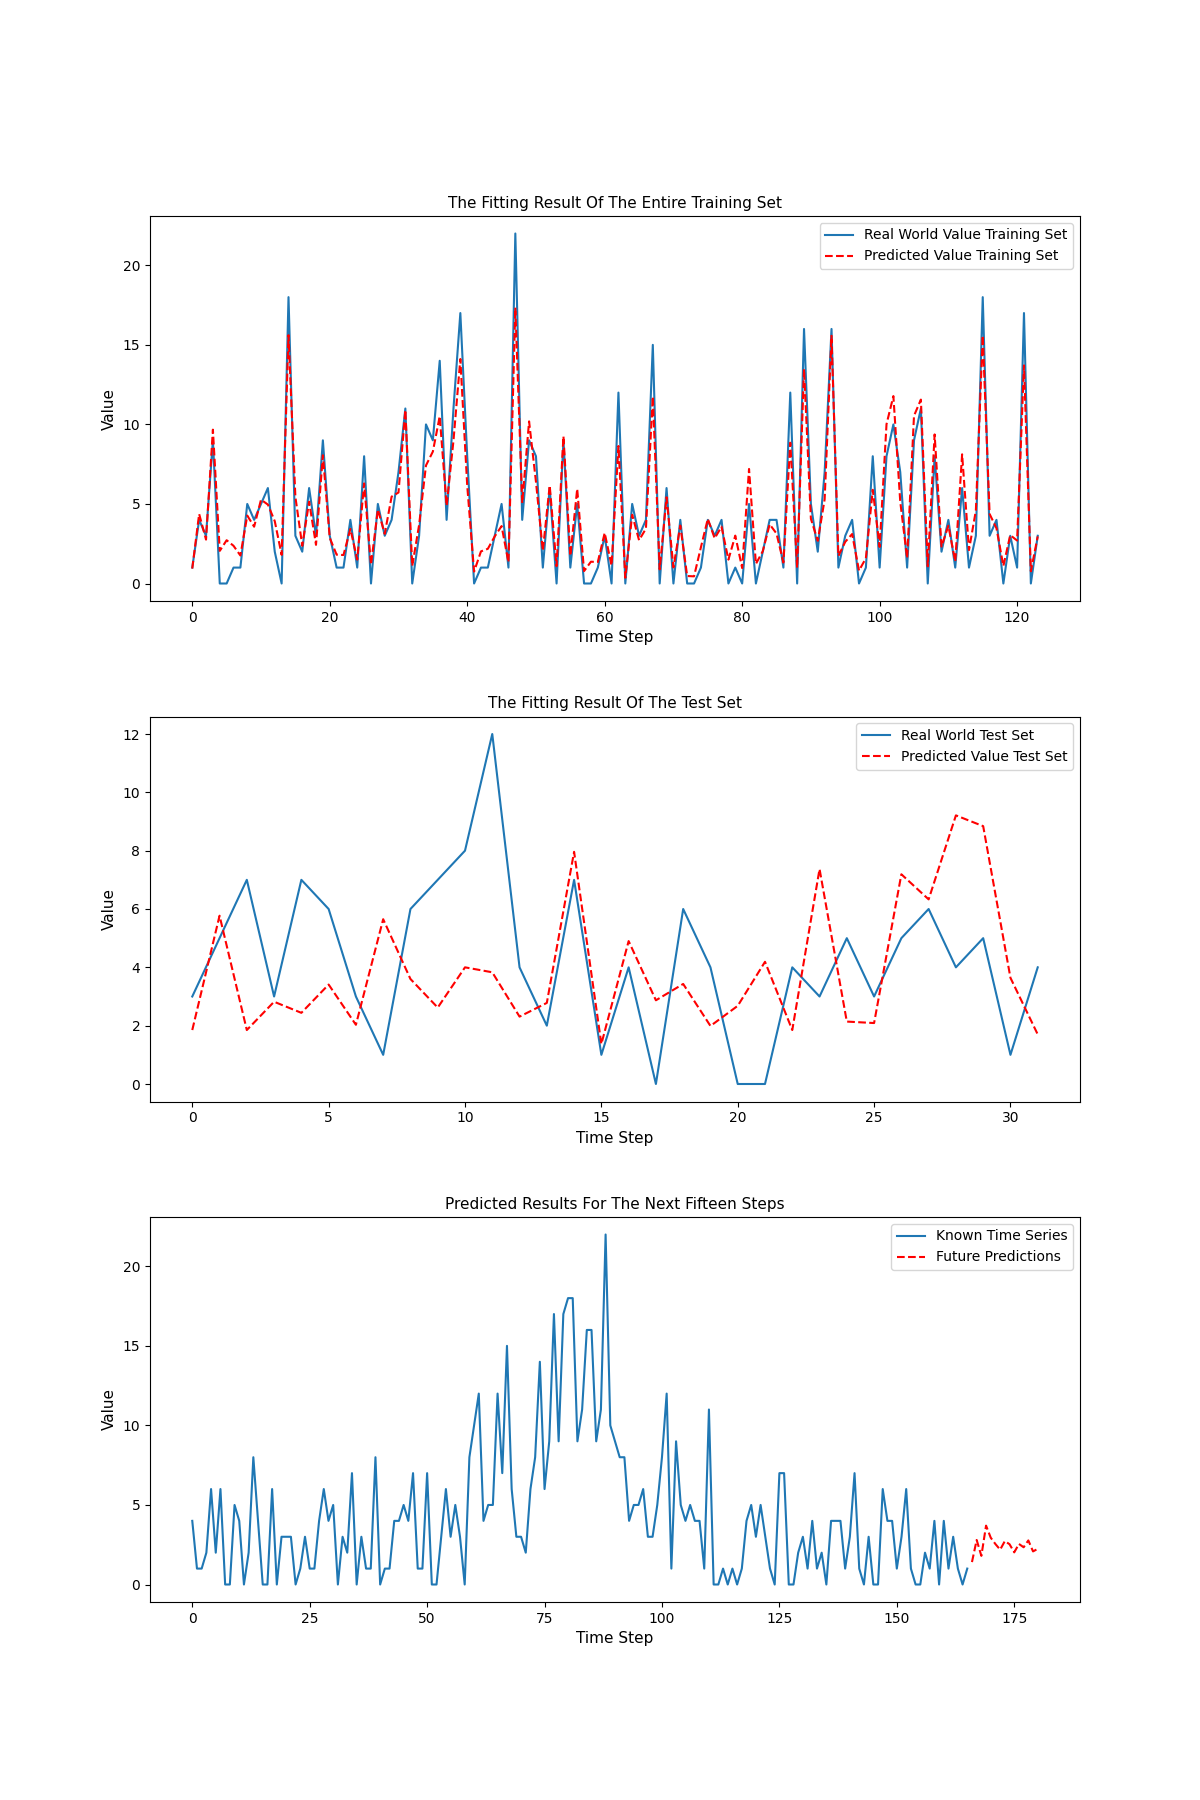 The Fitting Result Of The Entire Training Set
Real World Value Training Set
Predicted Value Training Set
Value
20
15
10
5
0
0 20 40 60 80 100 120
Time Step
The Fitting Result Of The Test Set
Real World Test Set
Predicted Value Test Set
Value
12
10
8
6
4
2
0
0 5 10 15 20 25 30
Time Step
Predicted Results For The Next Fifteen Steps
Known Time Series
Future Predictions
Value
20
15
10
5
0
0 25 50 75 100 125 150 175
Time Step